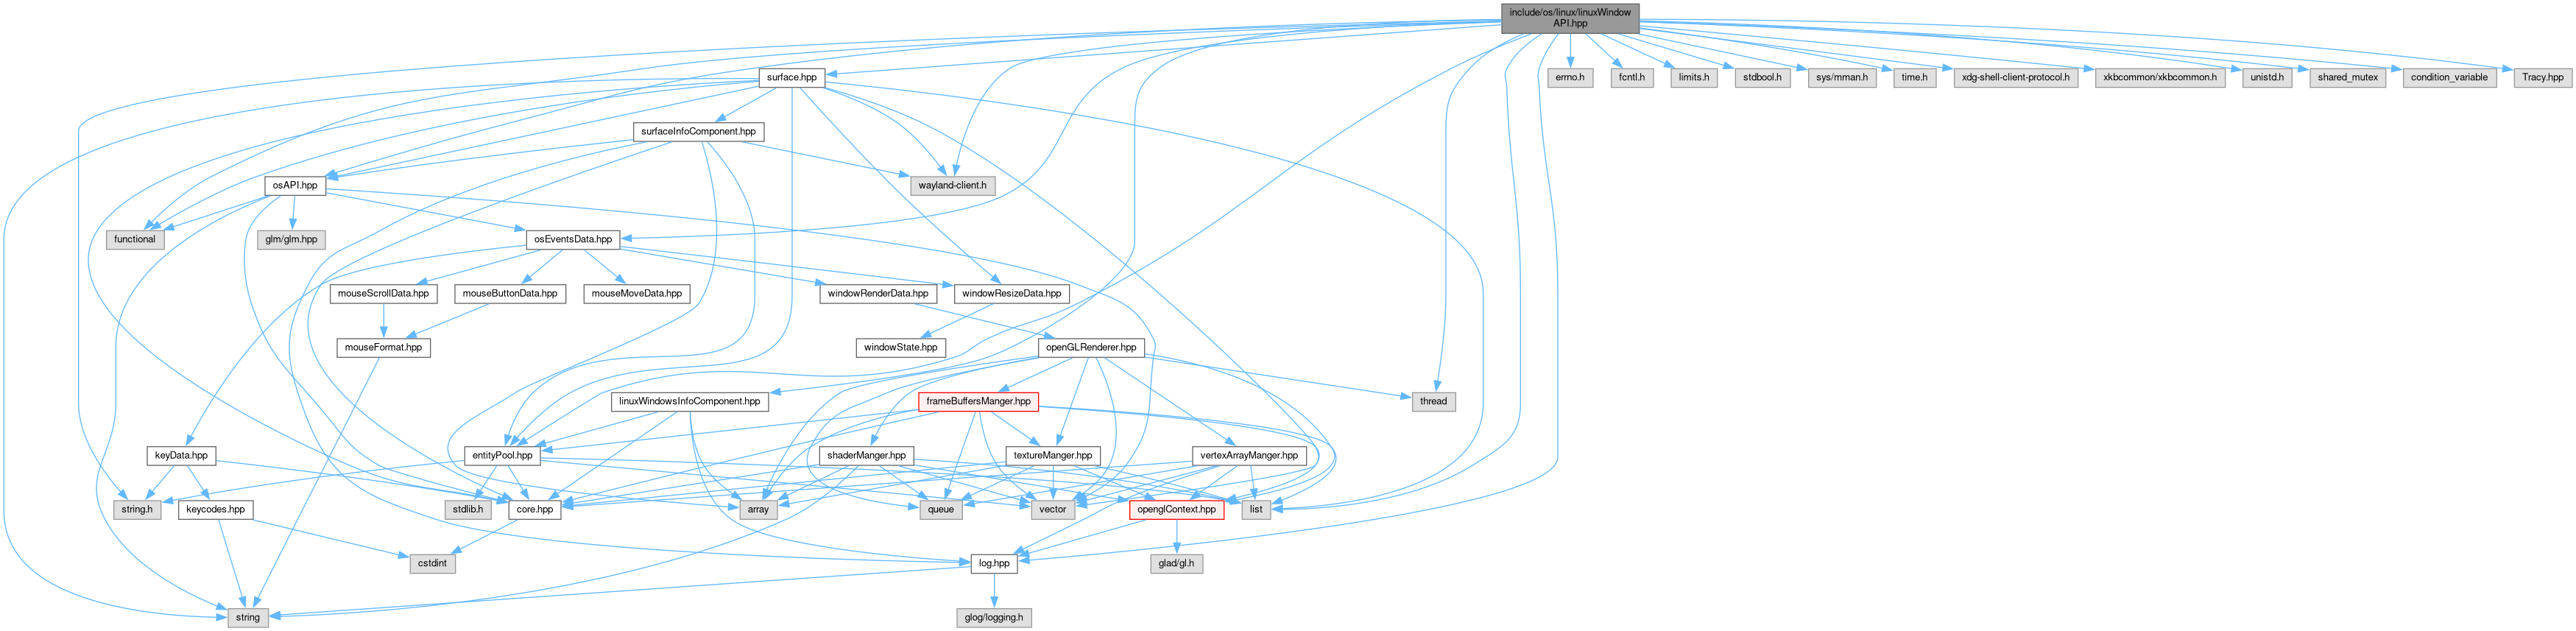 include/os/linux/linuxWindow
API.hpp
surface.hpp
errno.h
fcntl.h
limits.h
stdbool.h
sys/mman.h
time.h
xdg-shell-client-protocol.h
xkbcommon/xkbcommon.h
unistd.h
shared_mutex
condition_variable
Tracy.hpp
surfaceInfoComponent.hpp
osAPI.hpp
wayland-client.h
functional
glm/glm.hpp
osEventsData.hpp
mouseScrollData.hpp
mouseButtonData.hpp
mouseMoveData.hpp
windowRenderData.hpp
windowResizeData.hpp
mouseFormat.hpp
windowState.hpp
openGLRenderer.hpp
linuxWindowsInfoComponent.hpp
frameBuffersManger.hpp
thread
keyData.hpp
entityPool.hpp
shaderManger.hpp
textureManger.hpp
vertexArrayManger.hpp
string.h
keycodes.hpp
stdlib.h
core.hpp
array
queue
vector
openglContext.hpp
list
cstdint
log.hpp
glad/gl.h
string
glog/logging.h